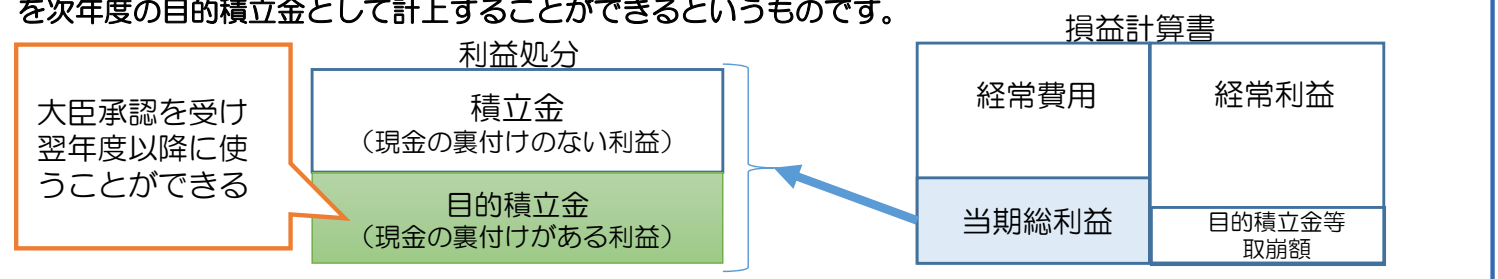 を次年度の目的積立金として計上することができるというものです。
利益処分
大臣承認を受け
翌年度以降に使
うことができる
積立金
（現金の裏付けのない利益）
目的積立金
（現金の裏付けがある利益）
損益計算書
経常費用
経常利益
当期総利益
目的積立金等
取崩額